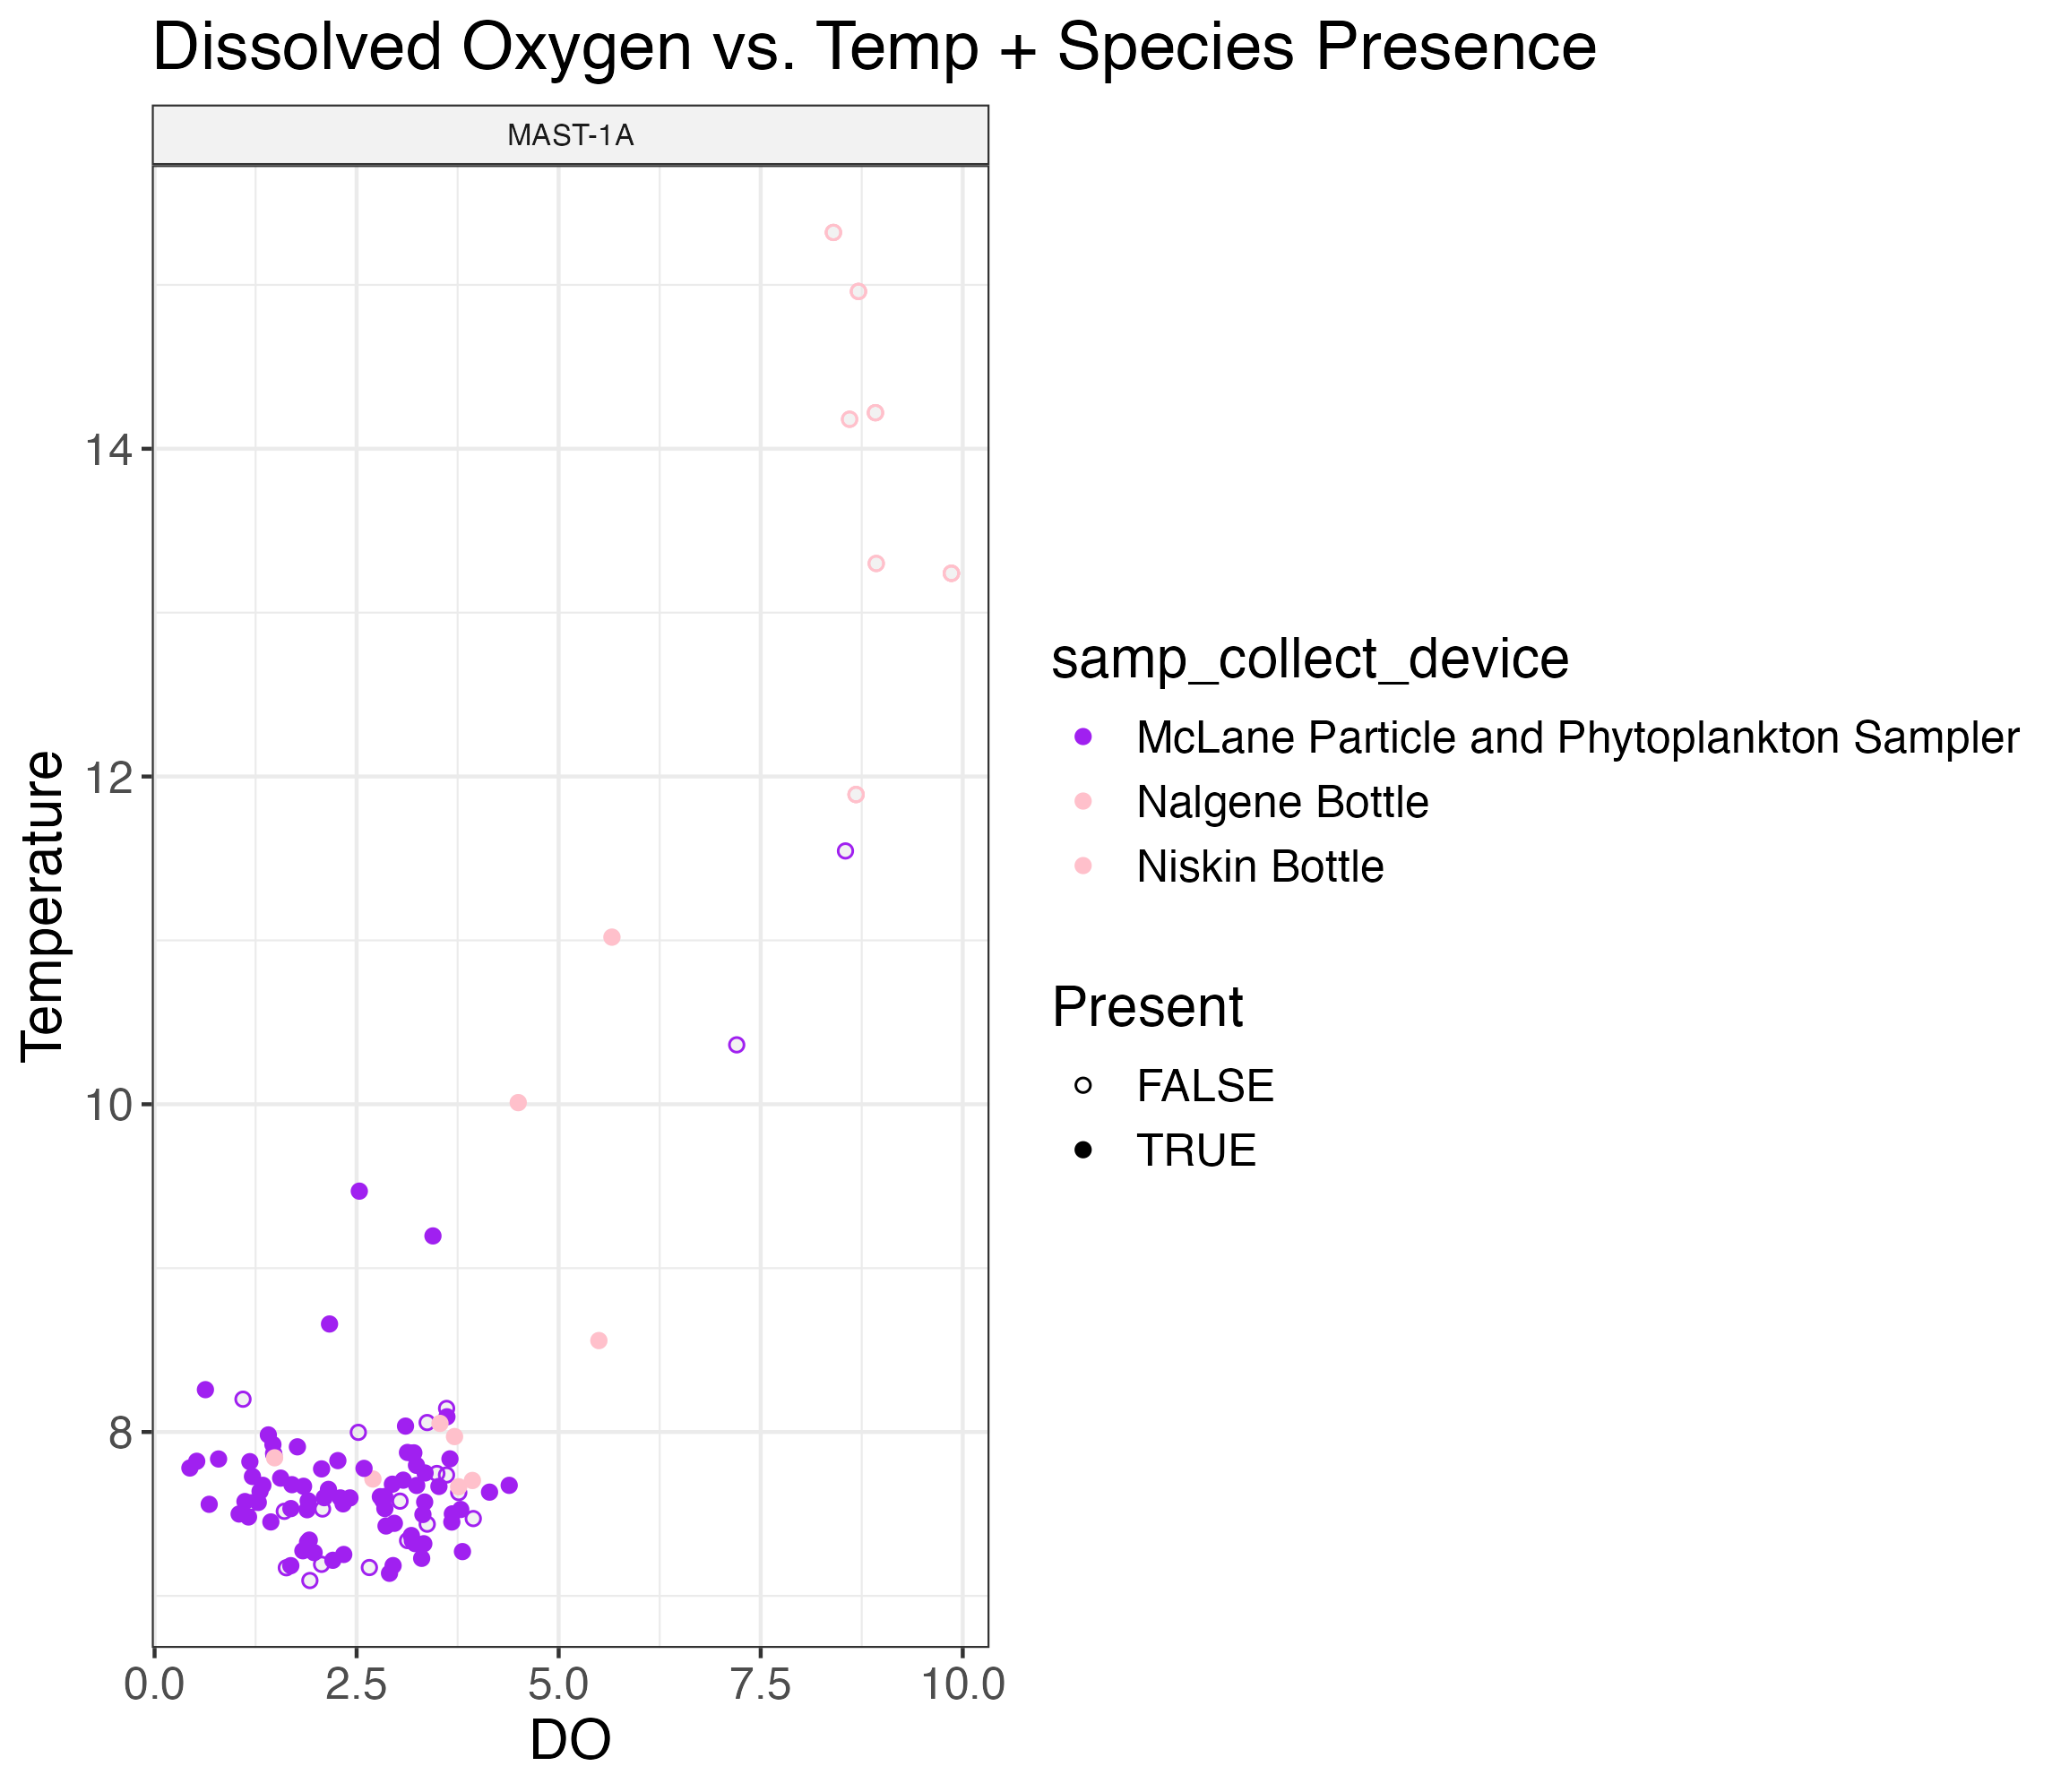 Dissolved Oxygen vs. Temp + Species Presence
MAST-1A
14
12
10
8
Temperature
0.0 2.5 5.0 7.5 10.0
DO
samp_collect_device
McLane Particle and Phytoplankton Sampler
Nalgene Bottle
Niskin Bottle
Present
FALSE
TRUE